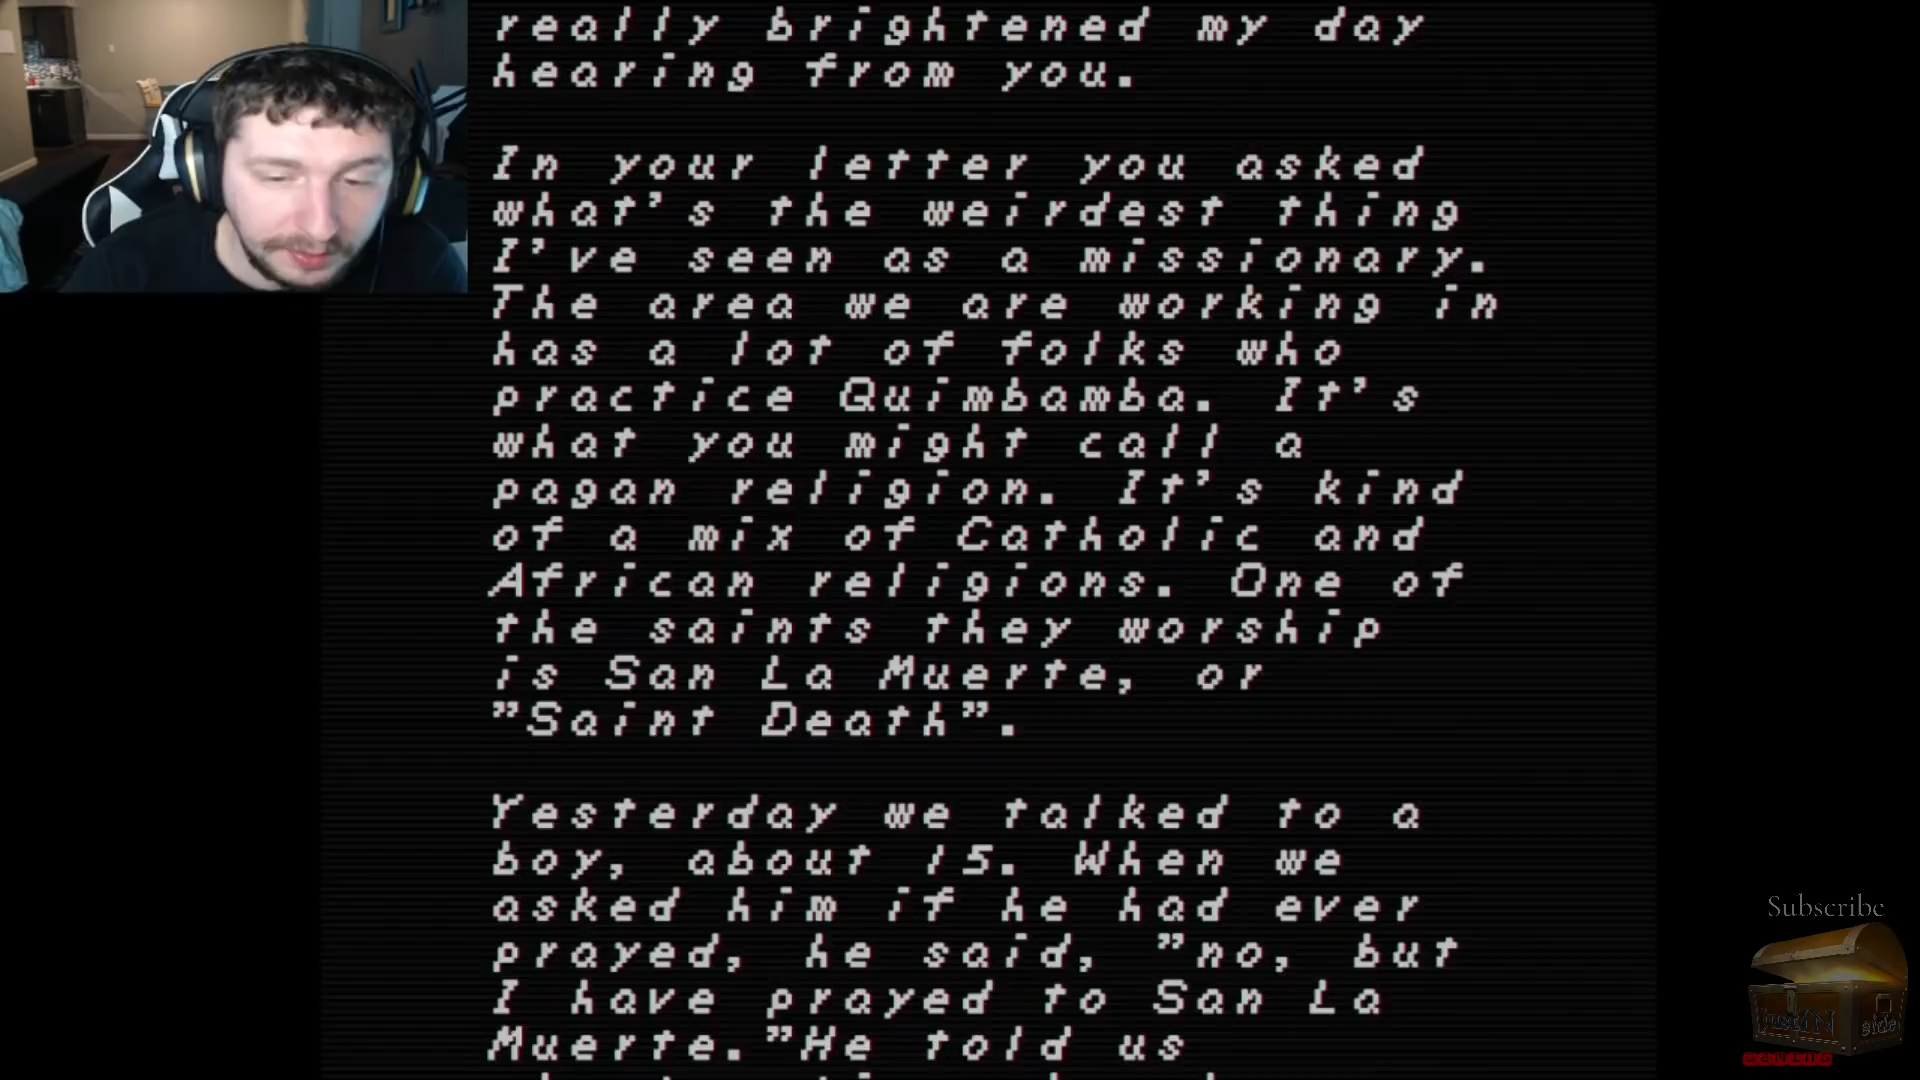 really brightened my day
hearing from you.
In your letter you asked
what's the weirdest thing
I've seen as a missionary.
The area we are working in
has a lot of folks who
practice Quimbamba. It's
what you might call a
pagan religion. It's kind
of a mix of Catholic and
African religions. One of
the saints they worship
is San La Muerte, or
"Saint Death".
Yesterday we talked to a
boy, about 15. When we
asked him if he had ever
prayed, he said, "no, but
I have prayed to San La
Muerte."He told us
Subscribe
JustIN
side
GAMING